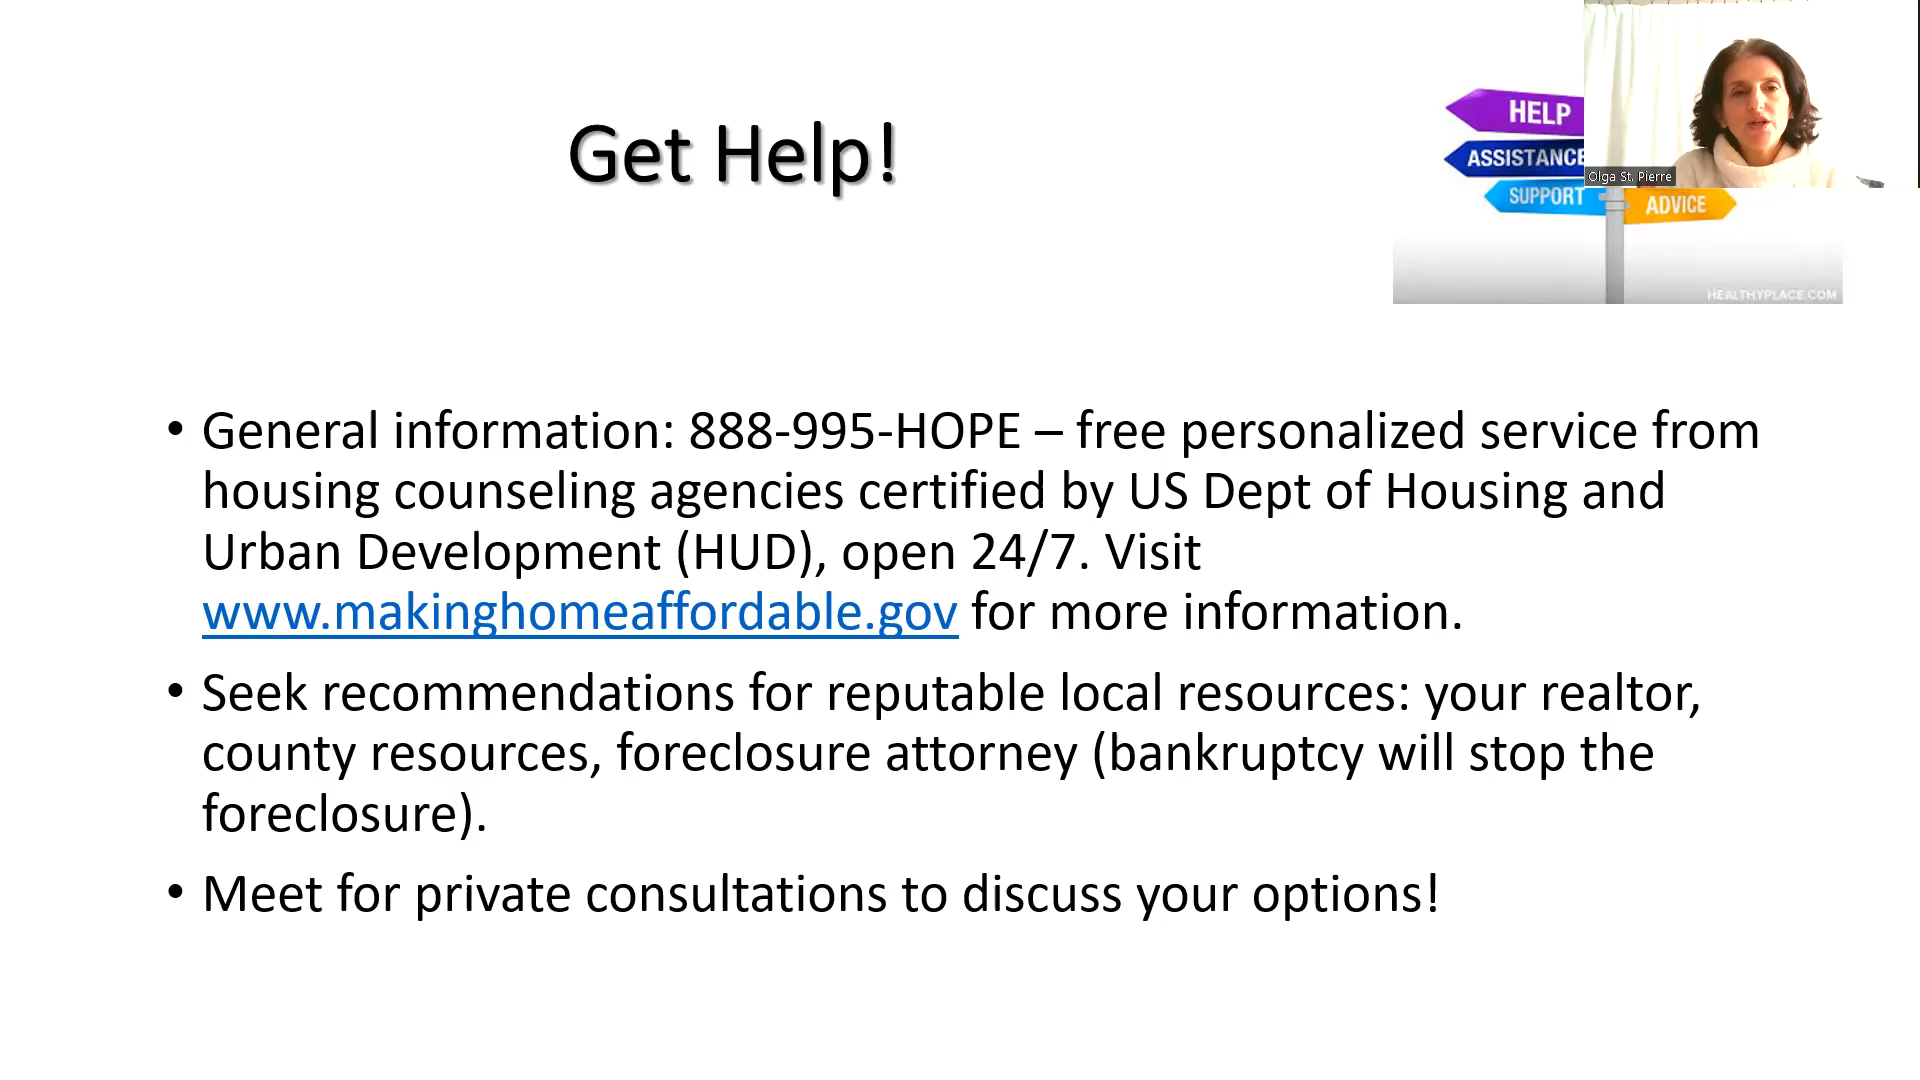 Get Help!
HELP
ASSISTANCE
SUPPORT
ADVICE
HEALTHYPLACE.COM
Olga St. Pierre
• General information: 888-995-HOPE – free personalized service from
housing counseling agencies certified by US Dept of Housing and
Urban Development (HUD), open 24/7. Visit
www.makinghomeaffordable.gov for more information.
• Seek recommendations for reputable local resources: your realtor,
county resources, foreclosure attorney (bankruptcy will stop the
foreclosure).
• Meet for private consultations to discuss your options!